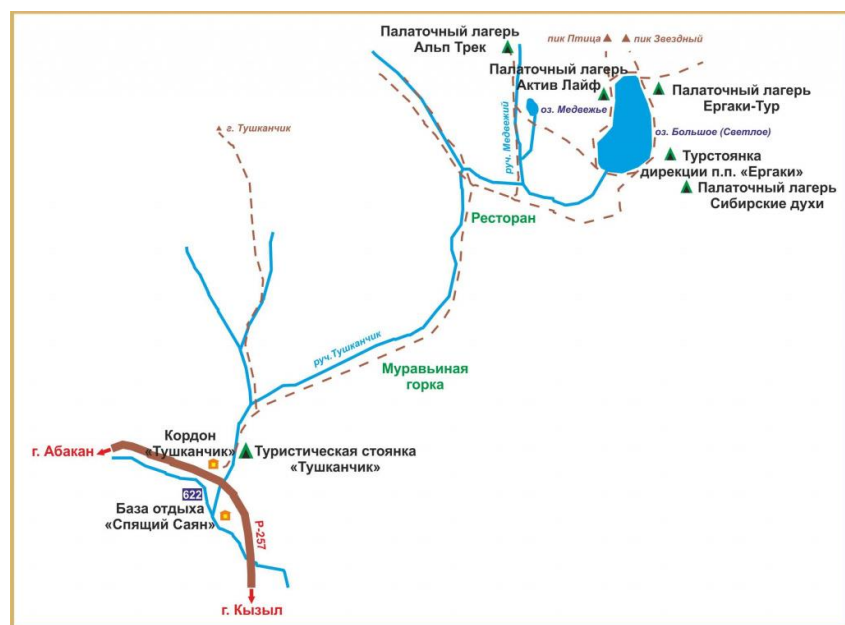 Палаточный лагерь
Альп Трек
пик Птица
пик Звездный
Палаточный лагерь
Актив Лайф
Палаточный лагерь
Ергаки-Тур
оз. Медвежье
руч. Медвежий
оз. Большое (Светлое)
г. Тушканчик
Турстоянка
дирекции п.п. «Ергаки»
Палаточный лагерь
Сибирские духи
Ресторан
руч.Тушканчик
Муравьиная
горка
Кордон
«Тушканчик»
Туристическая стоянка
«Тушканчик»
г. Абакан
622
База отдыха
«Спящий Саян»
Р-257
г. Кызыл